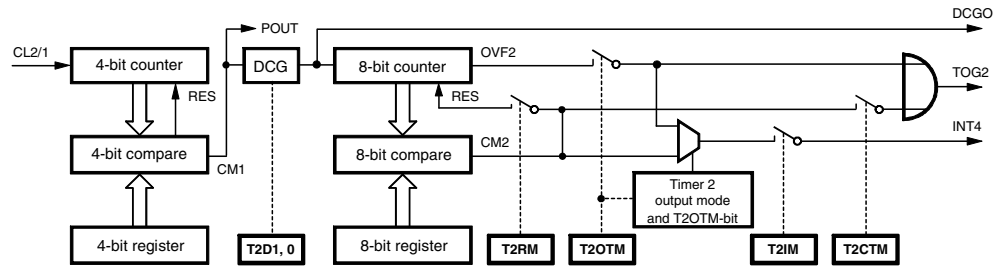 POUT
DCGO
CL2/1
4-bit counter
DCG
8-bit counter
OVF2
TOG2
RES
RES
INT4
4-bit compare
CM1
8-bit compare
CM2
Timer 2
output mode
and T2OTM-bit
4-bit register
T2D1, 0
8-bit register
T2RM
T2OTM
T2IM
T2CTM